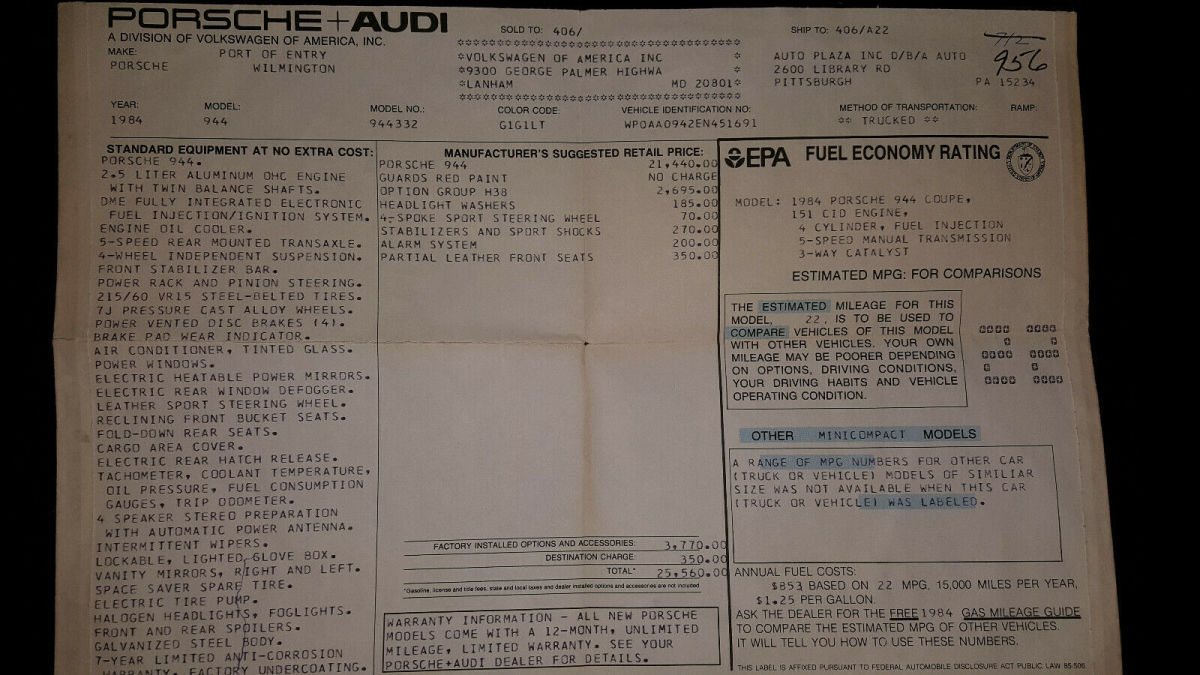 PORSCHE+AUDI
A DIVISION OF VOLKSWAGEN OF AMERICA, INC.
SOLD TO: 406/
SHIP TO: 406/A22
956
MAKE: PORT OF ENTRY
PORSCHE WILMINGTON
*VOLKSWAGEN OF AMERICA INC *
*9300 GEORGE PALMER HIGHWA *
*LANHAM MD 20801*
AUTO PLAZA INC D/B/A AUTO
2600 LIBRARY RD
PITTSBURGH PA 15234
YEAR: MODEL: MODEL NO.: COLOR CODE: VEHICLE IDENTIFICATION NO: METHOD OF TRANSPORTATION: RAMP:
1984 944 944332 G1G1LT WPOAA0942EN451691 ** TRUCKED **
STANDARD EQUIPMENT AT NO EXTRA COST:
PORSCHE 944.
2.5 LITER ALUMINUM OHC ENGINE
WITH TWIN BALANCE SHAFTS.
DME FULLY INTEGRATED ELECTRONIC
FUEL INJECTION/IGNITION SYSTEM.
ENGINE OIL COOLER.
5-SPEED REAR MOUNTED TRANSAXLE.
4-WHEEL INDEPENDENT SUSPENSION.
FRONT STABILIZER BAR.
POWER RACK AND PINION STEERING.
215/60 VR15 STEEL-BELTED TIRES.
7J PRESSURE CAST ALLOY WHEELS.
POWER VENTED DISC BRAKES (4).
BRAKE PAD WEAR INDICATOR.
AIR CONDITIONER, TINTED GLASS.
POWER WINDOWS.
ELECTRIC HEATABLE POWER MIRRORS.
ELECTRIC REAR WINDOW DEFOGGER.
LEATHER SPORT STEERING WHEEL.
RECLINING FRONT BUCKET SEATS.
FOLD-DOWN REAR SEATS.
CARGO AREA COVER.
ELECTRIC REAR HATCH RELEASE.
TACHOMETER, COOLANT TEMPERATURE,
OIL PRESSURE, FUEL CONSUMPTION
GAUGES, TRIP ODOMETER.
4 SPEAKER STEREO PREPARATION
WITH AUTOMATIC POWER ANTENNA.
INTERMITTENT WIPERS.
LOCKABLE, LIGHTED GLOVE BOX.
VANITY MIRRORS, RIGHT AND LEFT.
SPACE SAVER SPARE TIRE.
ELECTRIC TIRE PUMP.
HALOGEN HEADLIGHTS, FOGLIGHTS.
FRONT AND REAR SPOILERS.
GALVANIZED STEEL BODY.
7-YEAR LIMITED ANTI-CORROSION
WARRANTY. FACTORY UNDERCOATING.
MANUFACTURER'S SUGGESTED RETAIL PRICE:
PORSCHE 944 21,440.00
GUARDS RED PAINT NO CHARGE
OPTION GROUP H38 2,695.00
HEADLIGHT WASHERS 185.00
4-SPOKE SPORT STEERING WHEEL 70.00
STABILIZERS AND SPORT SHOCKS 270.00
ALARM SYSTEM 200.00
PARTIAL LEATHER FRONT SEATS 350.00
FACTORY INSTALLED OPTIONS AND ACCESSORIES: 3,770.00
DESTINATION CHARGE: 350.00
TOTAL* 25,560.00
*Gasoline, license and title fees, state and local taxes and dealer installed options and accessories are not included.
WARRANTY INFORMATION - ALL NEW PORSCHE
MODELS COME WITH A 12-MONTH, UNLIMITED
MILEAGE, LIMITED WARRANTY. SEE YOUR
PORSCHE+AUDI DEALER FOR DETAILS.
EPA FUEL ECONOMY RATING
MODEL: 1984 PORSCHE 944 COUPE,
151 CID ENGINE,
4 CYLINDER, FUEL INJECTION
5-SPEED MANUAL TRANSMISSION
3-WAY CATALYST
ESTIMATED MPG: FOR COMPARISONS
THE ESTIMATED MILEAGE FOR THIS
MODEL, 22, IS TO BE USED TO
COMPARE VEHICLES OF THIS MODEL
WITH OTHER VEHICLES. YOUR OWN
MILEAGE MAY BE POORER DEPENDING
ON OPTIONS, DRIVING CONDITIONS,
YOUR DRIVING HABITS AND VEHICLE
OPERATING CONDITION.
22
OTHER MINICOMPACT MODELS
A RANGE OF MPG NUMBERS FOR OTHER CAR
(TRUCK OR VEHICLE) MODELS OF SIMILIAR
SIZE WAS NOT AVAILABLE WHEN THIS CAR
(TRUCK OR VEHICLE) WAS LABELED.
ANNUAL FUEL COSTS:
$853 BASED ON 22 MPG, 15,000 MILES PER YEAR,
$1.25 PER GALLON.
ASK THE DEALER FOR THE FREE 1984 GAS MILEAGE GUIDE
TO COMPARE THE ESTIMATED MPG OF OTHER VEHICLES.
IT WILL TELL YOU HOW TO USE THESE NUMBERS.
THIS LABEL IS AFFIXED PURSUANT TO FEDERAL AUTOMOBILE DISCLOSURE ACT PUBLIC LAW 85-506